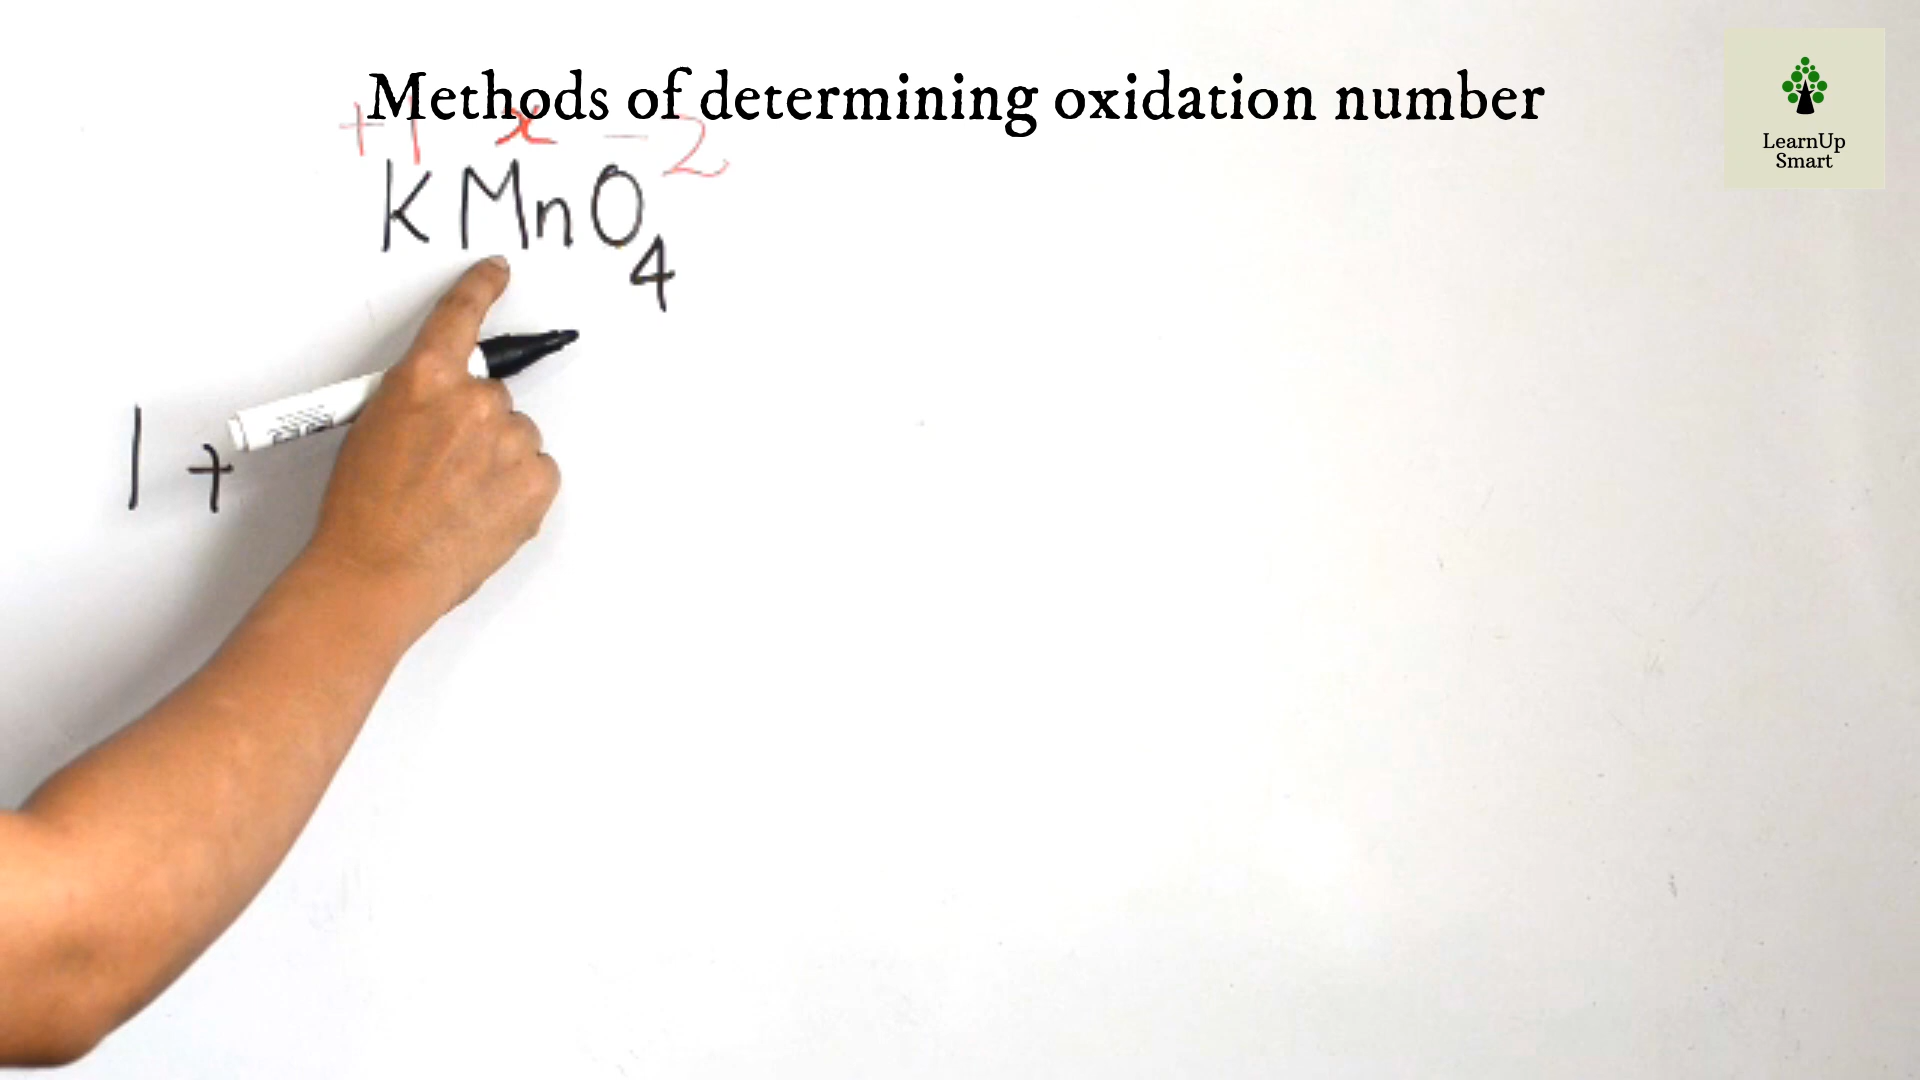 Methods of determining oxidation number
LearnUp
Smart
+1 x -2
KMnO4
1 +